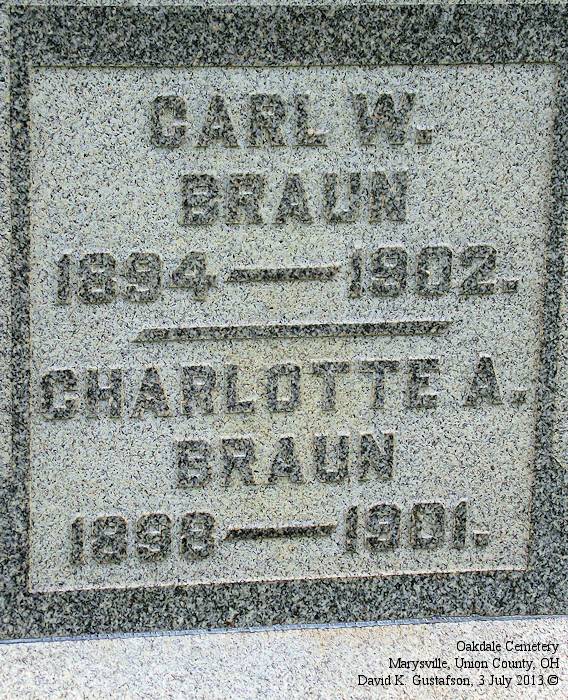 CARL W.
BRAUN
1894 — 1902.
CHARLOTTE A.
BRAUN
1898 — 1901.
Oakdale Cemetery
Marysville, Union County, OH
David K. Gustafson, 3 July 2013 ©